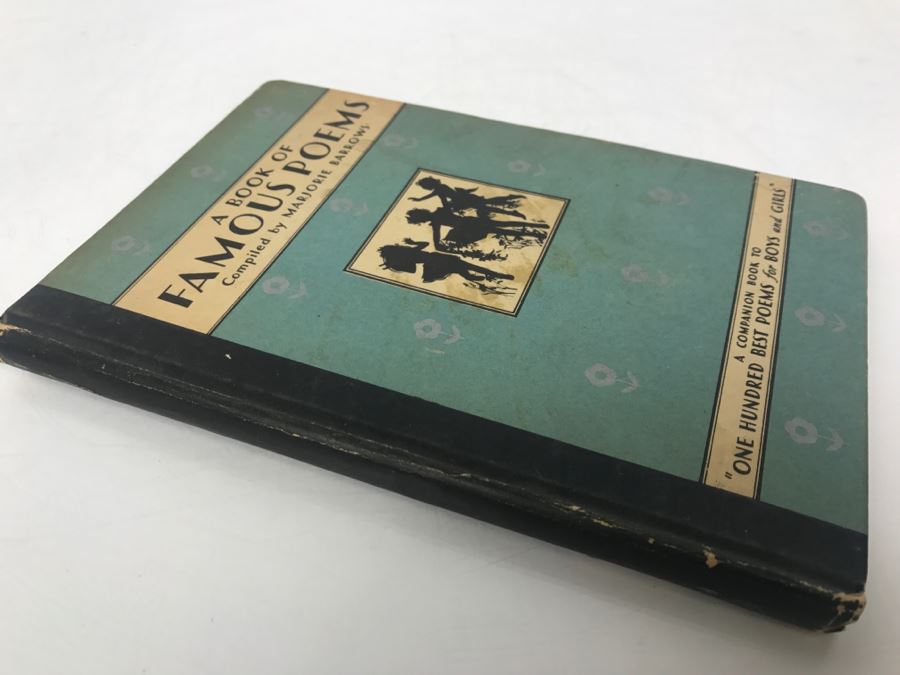 A BOOK OF
FAMOUS POEMS
Compiled by MARJORIE BARROWS
A COMPANION BOOK TO
"ONE HUNDRED BEST POEMS for BOYS and GIRLS"